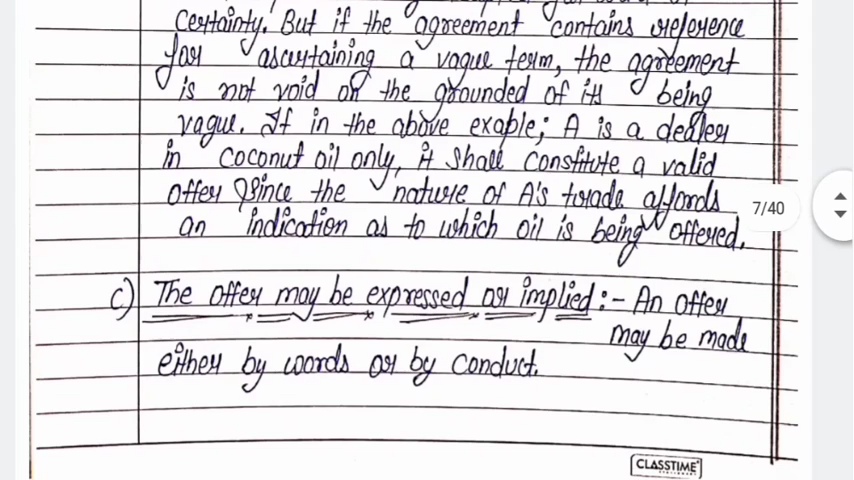 certainty. But if the agreement contains reference
for ascertaining a vague term, the agreement
is not void on the grounded of its being
vague. If in the above exaple; A is a dealer
in coconut oil only, it shall constitute a valid
offer since the nature of A's trade affords
an indication as to which oil is being offered.
7/40
c) The offer may be expressed or implied :- An offer
may be made
either by words or by conduct.
CLASSTIME